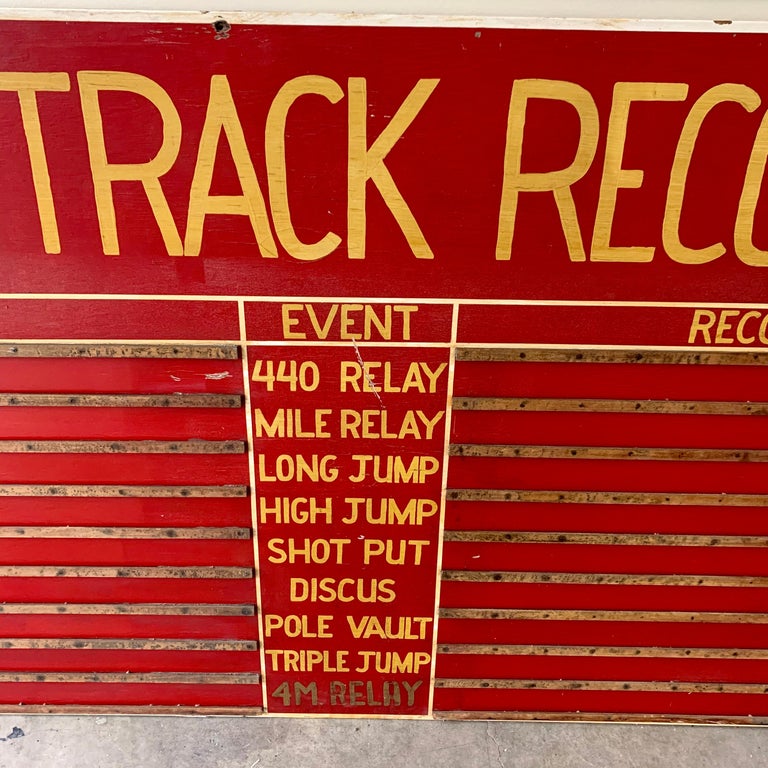 TRACK RECO
EVENT RECO
440 RELAY
MILE RELAY
LONG JUMP
HIGH JUMP
SHOT PUT
DISCUS
POLE VAULT
TRIPLE JUMP
4M. RELAY